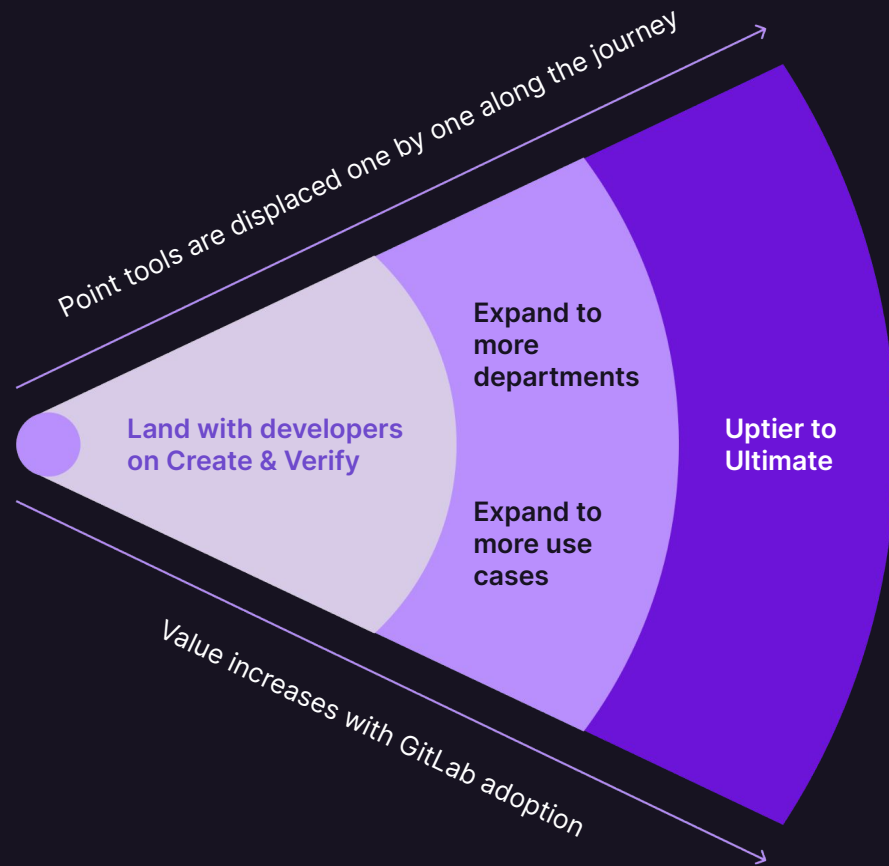 Point tools are displaced one by one along the journey
Land with developers
on Create & Verify
Expand to
more
departments
Expand to
more use
cases
Uptier to
Ultimate
Value increases with GitLab adoption